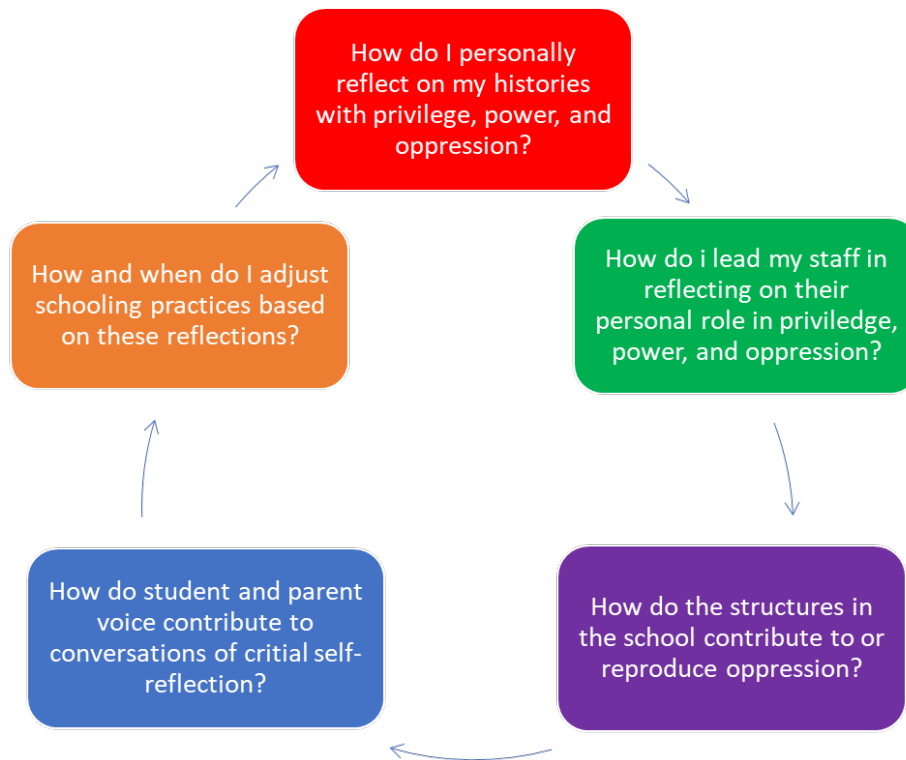 How do I personally
reflect on my histories
with privilege, power, and
oppression?
How do i lead my staff in
reflecting on their
personal role in priviledge,
power, and oppression?
How do the structures in
the school contribute to or
reproduce oppression?
How do student and parent
voice contribute to
conversations of critial self-
reflection?
How and when do I adjust
schooling practices based
on these reflections?